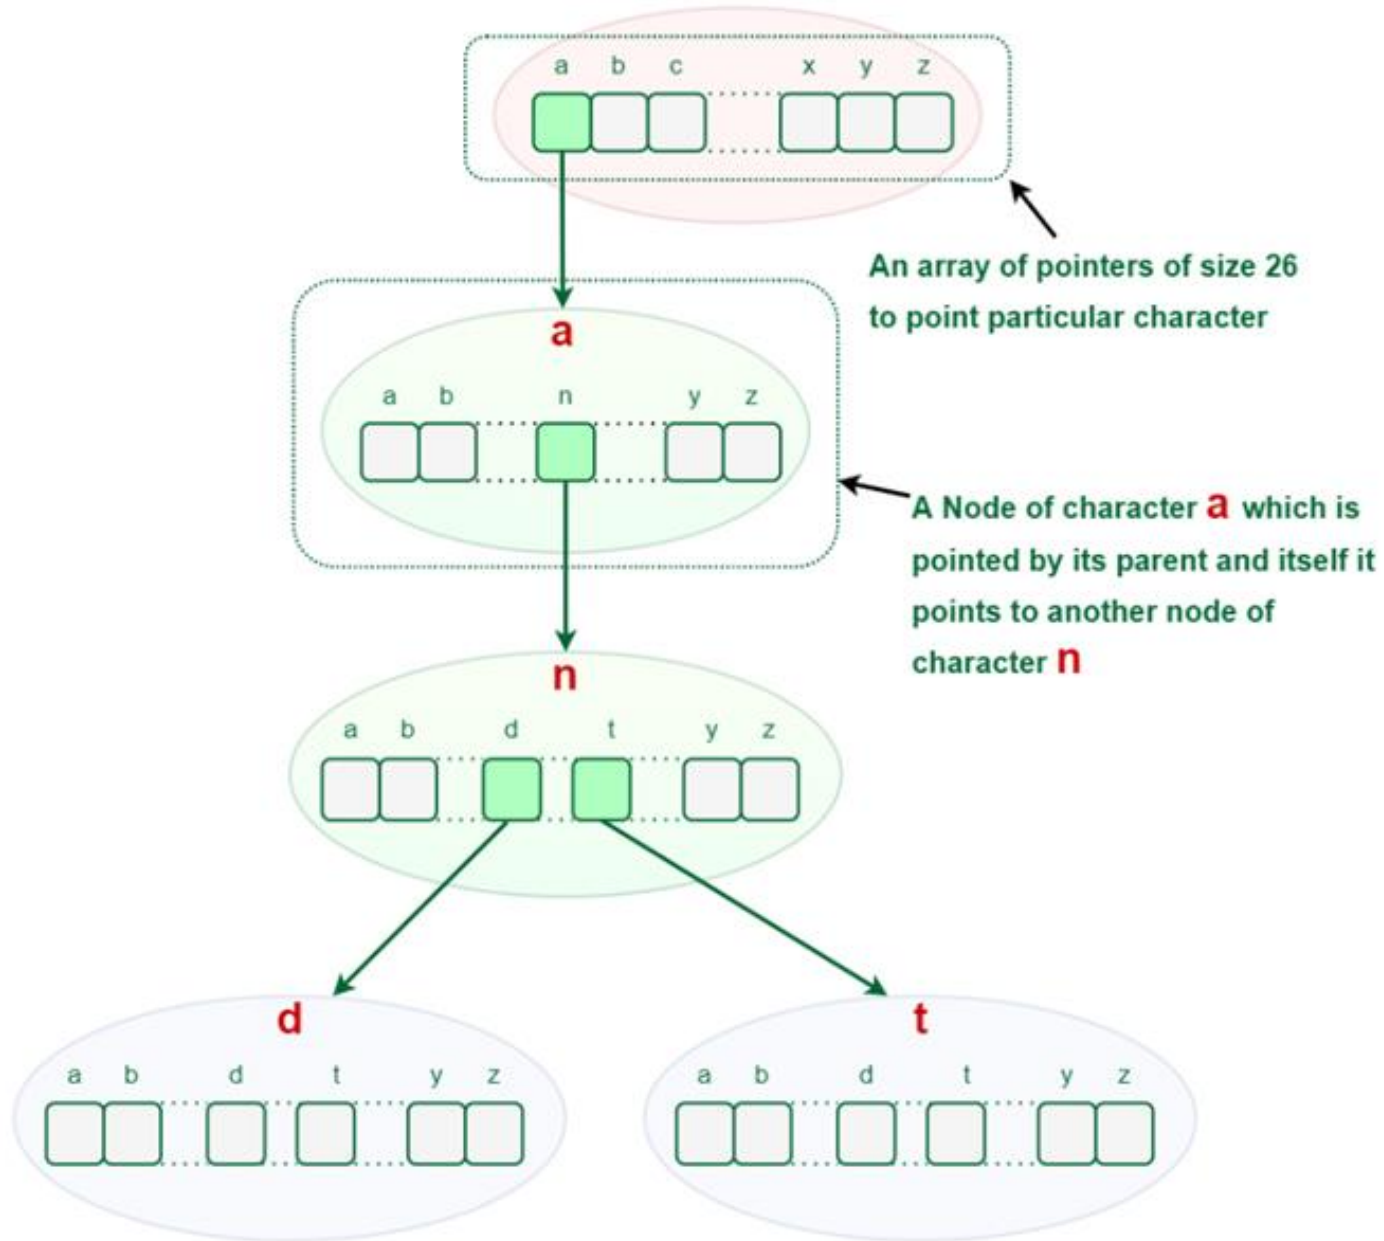 a b c x y z
An array of pointers of size 26
to point particular character
a
a b n y z
A Node of character a which is
pointed by its parent and itself it
points to another node of
character n
n
a b d t y z
d
t
a b d t y z
a b d t y z